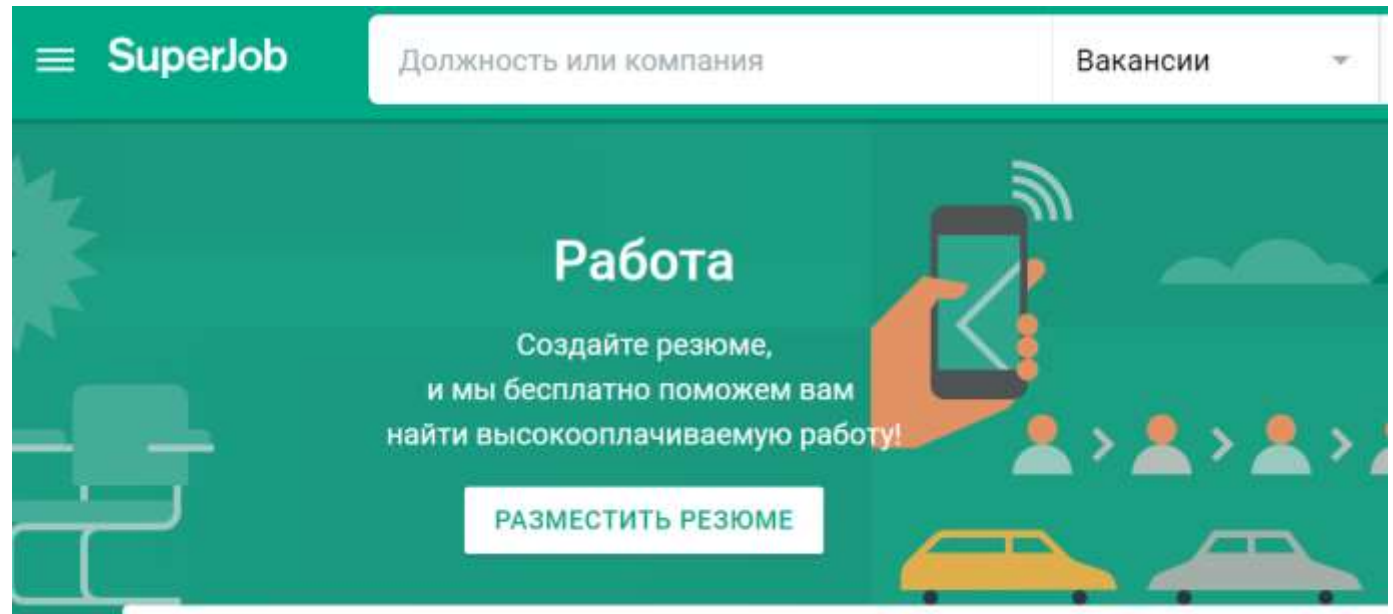 SuperJob
Должность или компания
Вакансии
Работа
Создайте резюме,
и мы бесплатно поможем вам
найти высокооплачиваемую работу!
РАЗМЕСТИТЬ РЕЗЮМЕ